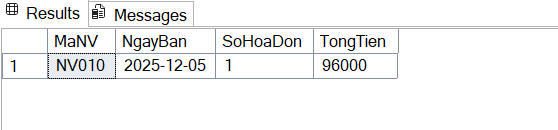 Results Messages
MaNV NgayBan SoHoaDon TongTien
1 NV010 2025-12-05 1 96000